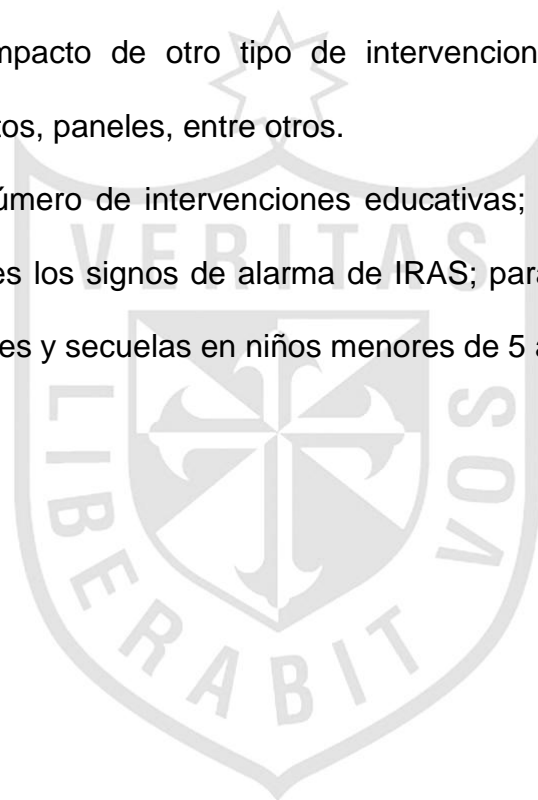 mpacto de otro tipo de intervencion
tos, paneles, entre otros.
úmero de intervenciones educativas;
es los signos de alarma de IRAS; para
es y secuelas en niños menores de 5 a
VERITAS
LIBERABIT VOS